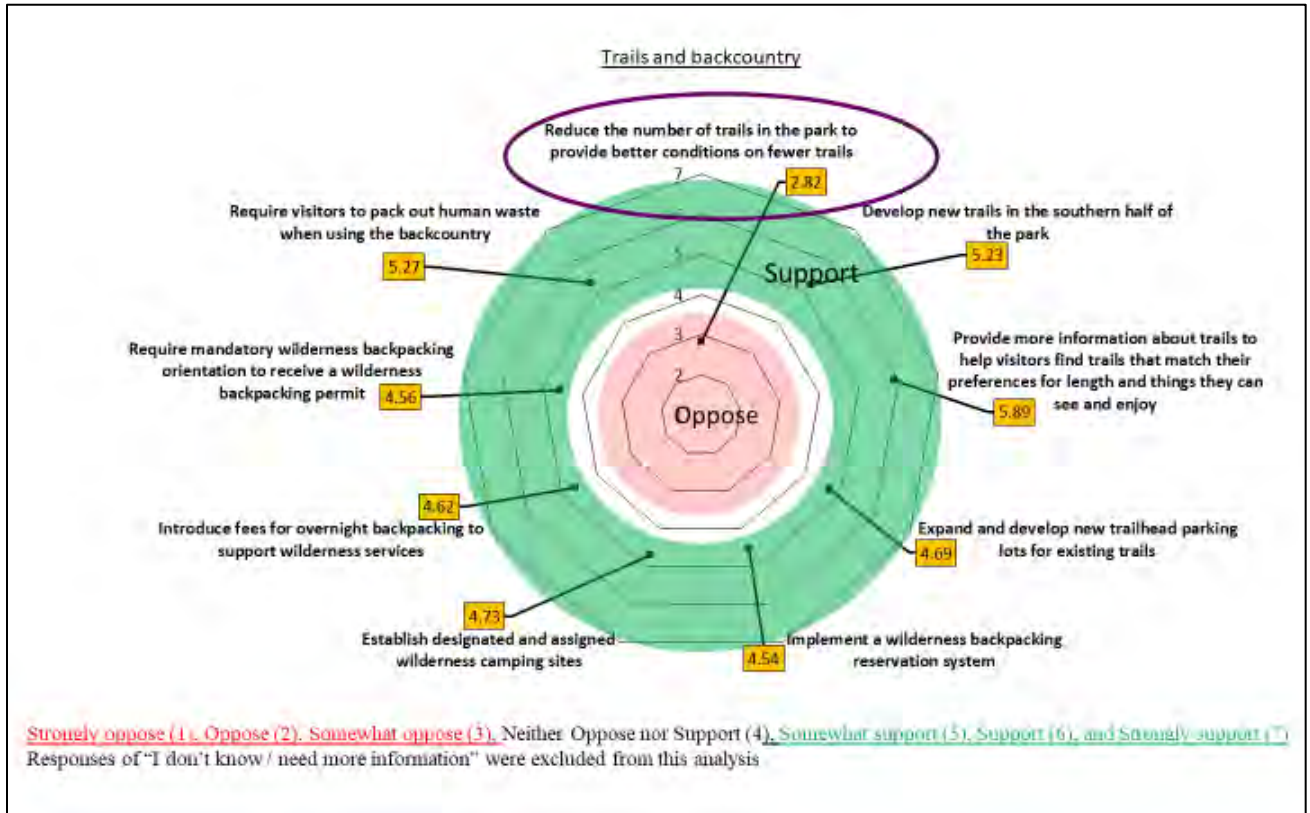 Trails and backcountry
Reduce the number of trails in the park to
provide better conditions on fewer trails
7
2.82
Require visitors to pack out human waste
when using the backcountry
5.27
Develop new trails in the southern half of
the park
5.23
5
Support
4
3
2
Oppose
Require mandatory wilderness backpacking
orientation to receive a wilderness
backpacking permit
4.56
Provide more information about trails to
help visitors find trails that match their
preferences for length and things they can
see and enjoy
5.89
4.62
Introduce fees for overnight backpacking to
support wilderness services
Expand and develop new trailhead parking
lots for existing trails
4.69
4.73
Establish designated and assigned
wilderness camping sites
Implement a wilderness backpacking
reservation system
4.54
Strongly oppose (1), Oppose (2), Somewhat oppose (3), Neither Oppose nor Support (4), Somewhat support (5), Support (6), and Strongly support (7)
Responses of “I don’t know / need more information” were excluded from this analysis